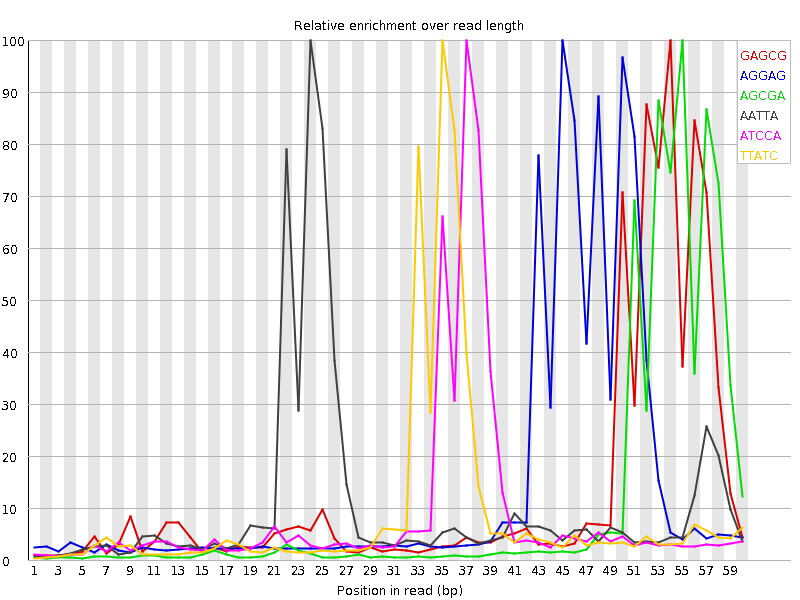 Relative enrichment over read length
100
90
80
70
60
50
40
30
20
10
0
GAGCG
AGGAG
AGCGA
AATTA
ATCCA
TTATC
1 3 5 7 9 11 13 15 17 19 21 23 25 27 29 31 33 35 37 39 41 43 45 47 49 51 53 55 57 59
Position in read (bp)